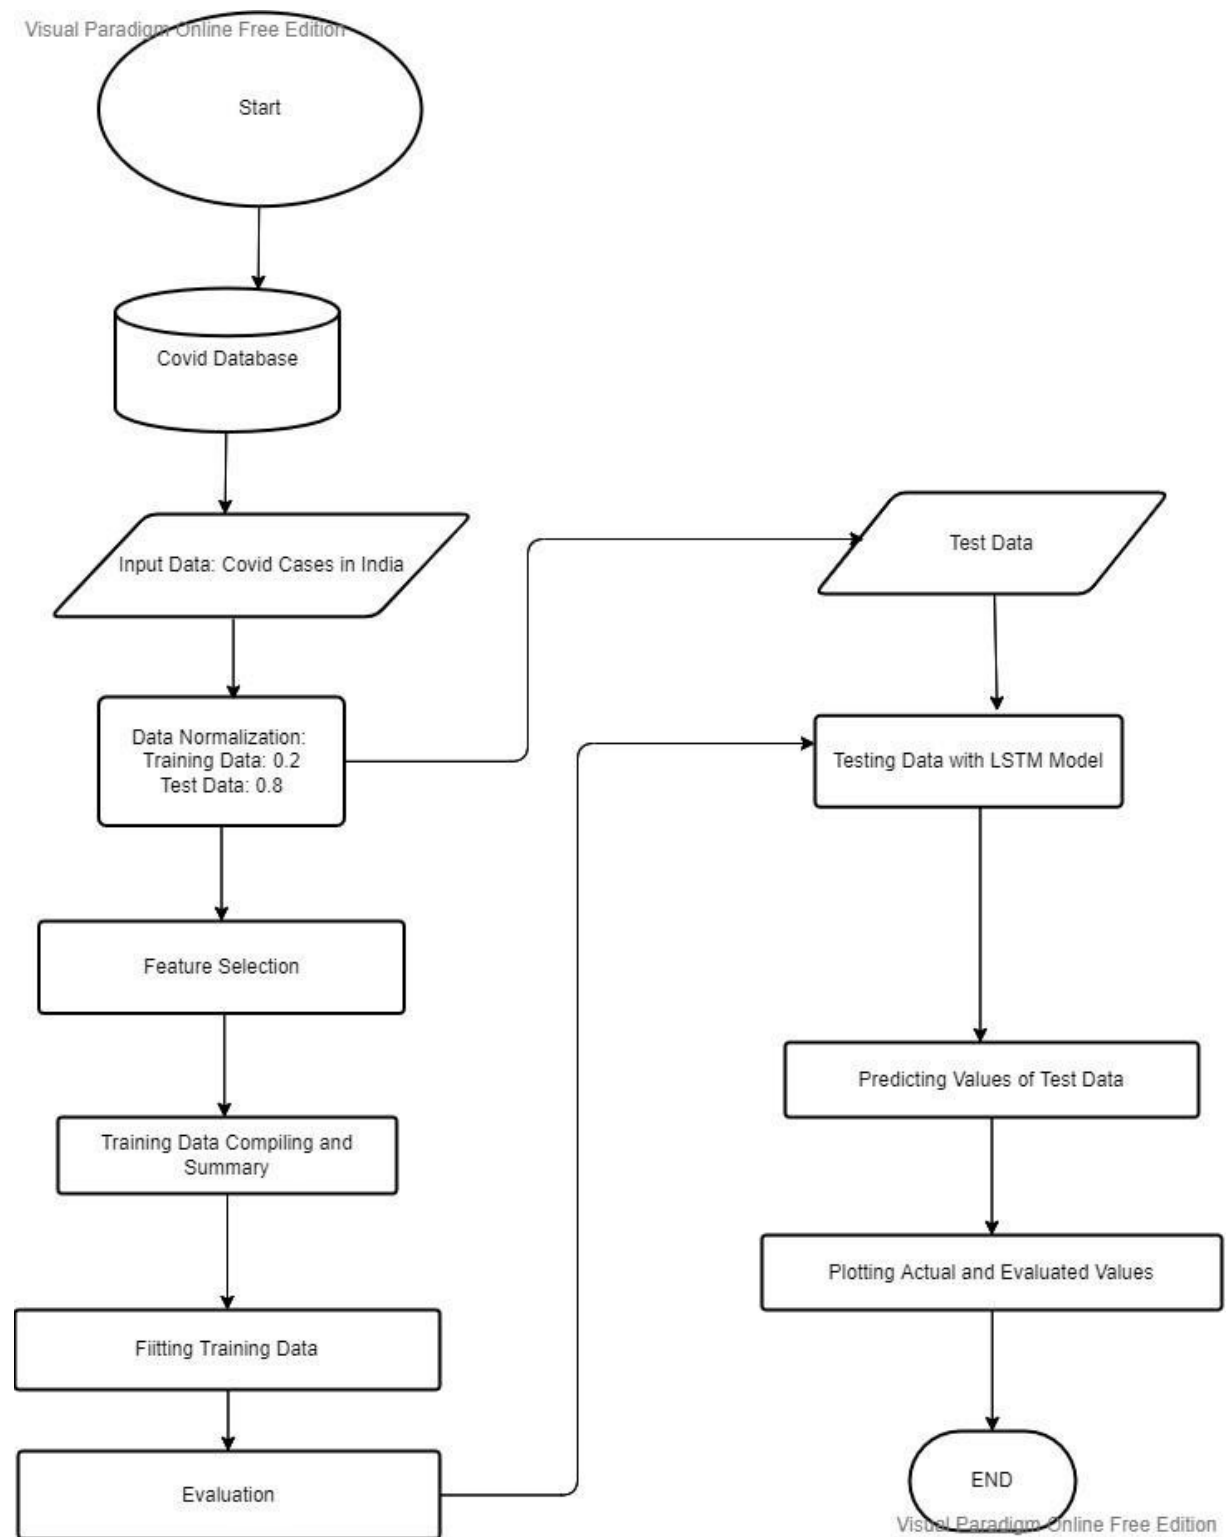 Visual Paradigm Online Free Edition
Start
Covid Database
Input Data: Covid Cases in India
Data Normalization:
Training Data: 0.2
Test Data: 0.8
Feature Selection
Training Data Compiling and
Summary
Fiitting Training Data
Evaluation
Test Data
Testing Data with LSTM Model
Predicting Values of Test Data
Plotting Actual and Evaluated Values
END
Visual Paradigm Online Free Edition